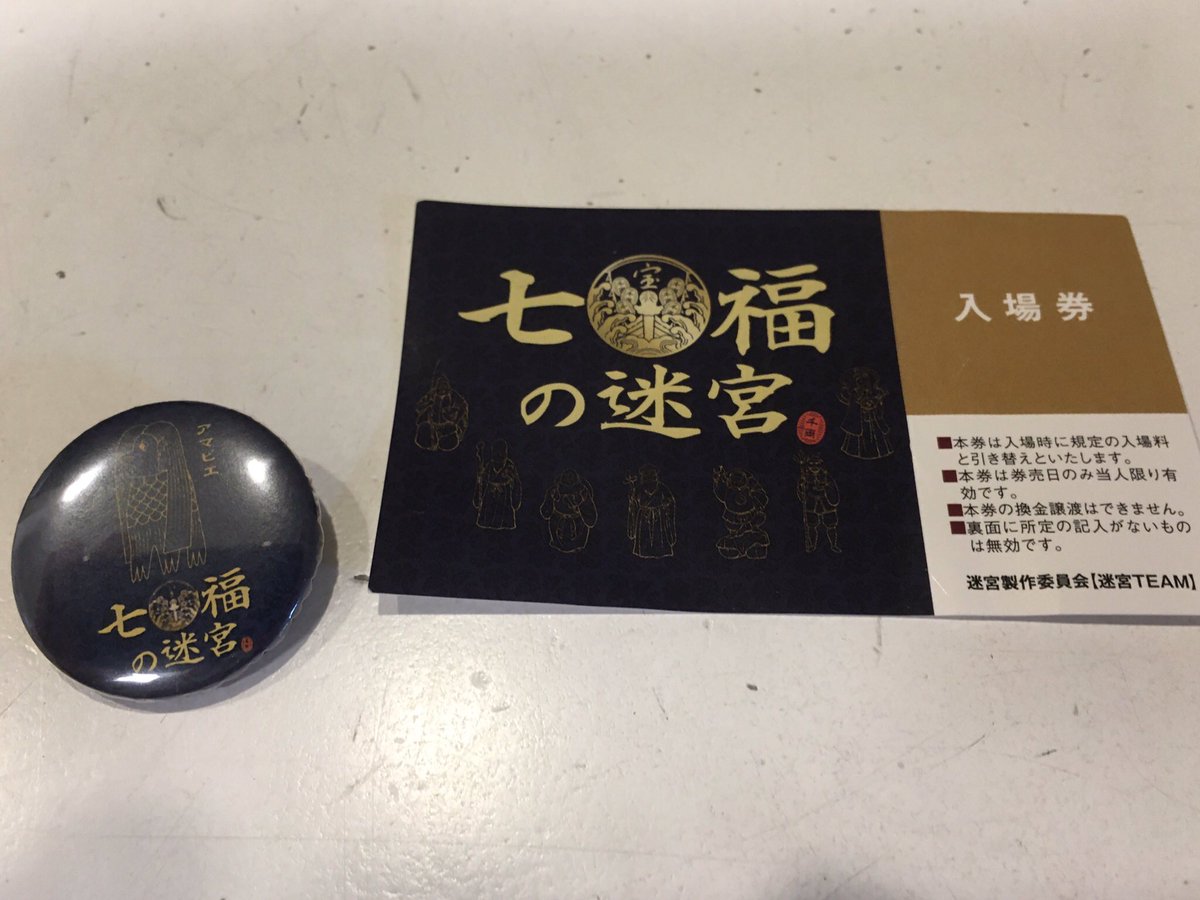 アマビエ
七福
の迷宮
七宝福
の迷宮
千両
入場券
■本券は入場時に規定の入場料
と引き替えといたします。
■本券は券売日のみ当人限り有
効です。
■本券の換金譲渡はできません。
■裏面に所定の記入がないもの
は無効です。
迷宮製作委員会【迷宮TEAM】